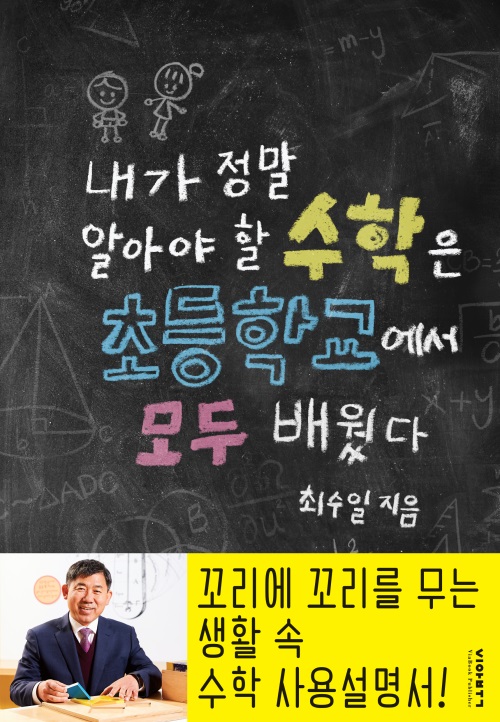 = m-y
내가 정말
알아야 할 수학은
초등학교에서
모두 배웠다
x+y
~ △ADC
B
최수일 지음
꼬리에 꼬리를 무는
생활 속
수학 사용설명서!
비아북
ViaBook Publisher